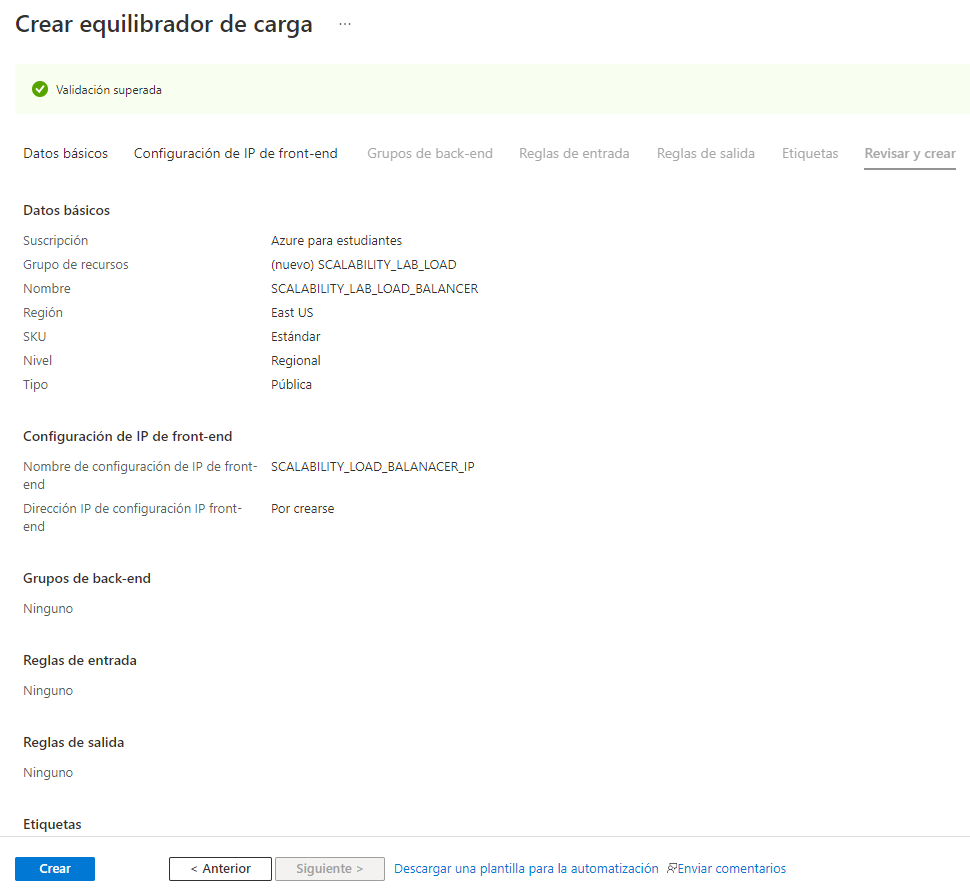 Crear equilibrador de carga ...
Validación superada
Datos básicos Configuración de IP de front-end Grupos de back-end Reglas de entrada Reglas de salida Etiquetas Revisar y crear
Datos básicos
Suscripción Azure para estudiantes
Grupo de recursos (nuevo) SCALABILITY_LAB_LOAD
Nombre SCALABILITY_LAB_LOAD_BALANCER
Región East US
SKU Estándar
Nivel Regional
Tipo Pública
Configuración de IP de front-end
Nombre de configuración de IP de front- SCALABILITY_LOAD_BALANACER_IP
end
Dirección IP de configuración IP front- Por crearse
end
Grupos de back-end
Ninguno
Reglas de entrada
Ninguno
Reglas de salida
Ninguno
Etiquetas
Crear < Anterior Siguiente > Descargar una plantilla para la automatización Enviar comentarios